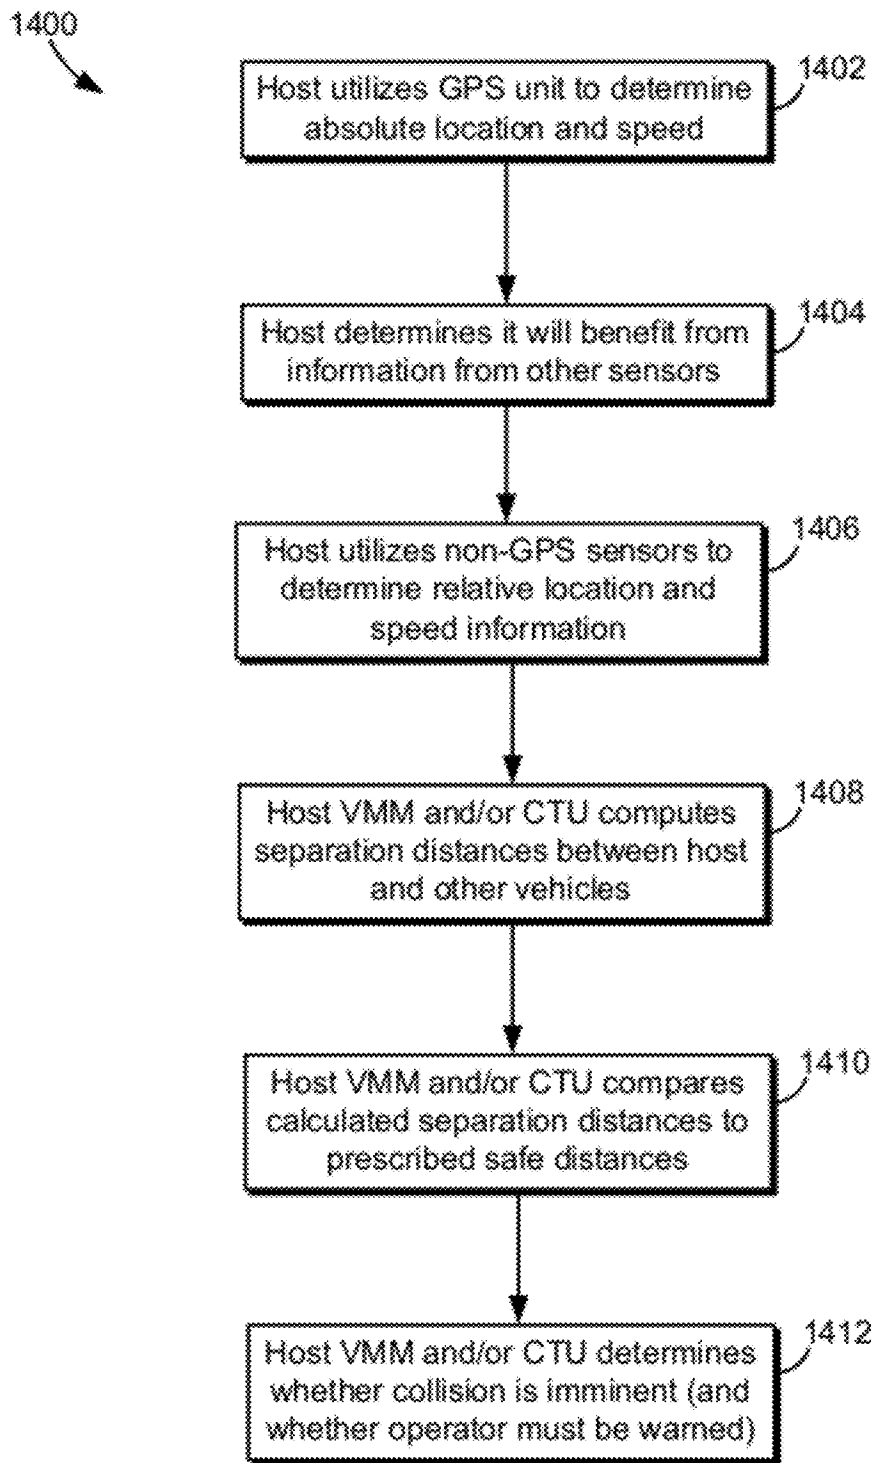 1400
1402
Host utilizes GPS unit to determine
absolute location and speed
1404
Host determines it will benefit from
information from other sensors
1406
Host utilizes non-GPS sensors to
determine relative location and
speed information
1408
Host VMM and/or CTU computes
separation distances between host
and other vehicles
1410
Host VMM and/or CTU compares
calculated separation distances to
prescribed safe distances
1412
Host VMM and/or CTU determines
whether collision is imminent (and
whether operator must be warned)